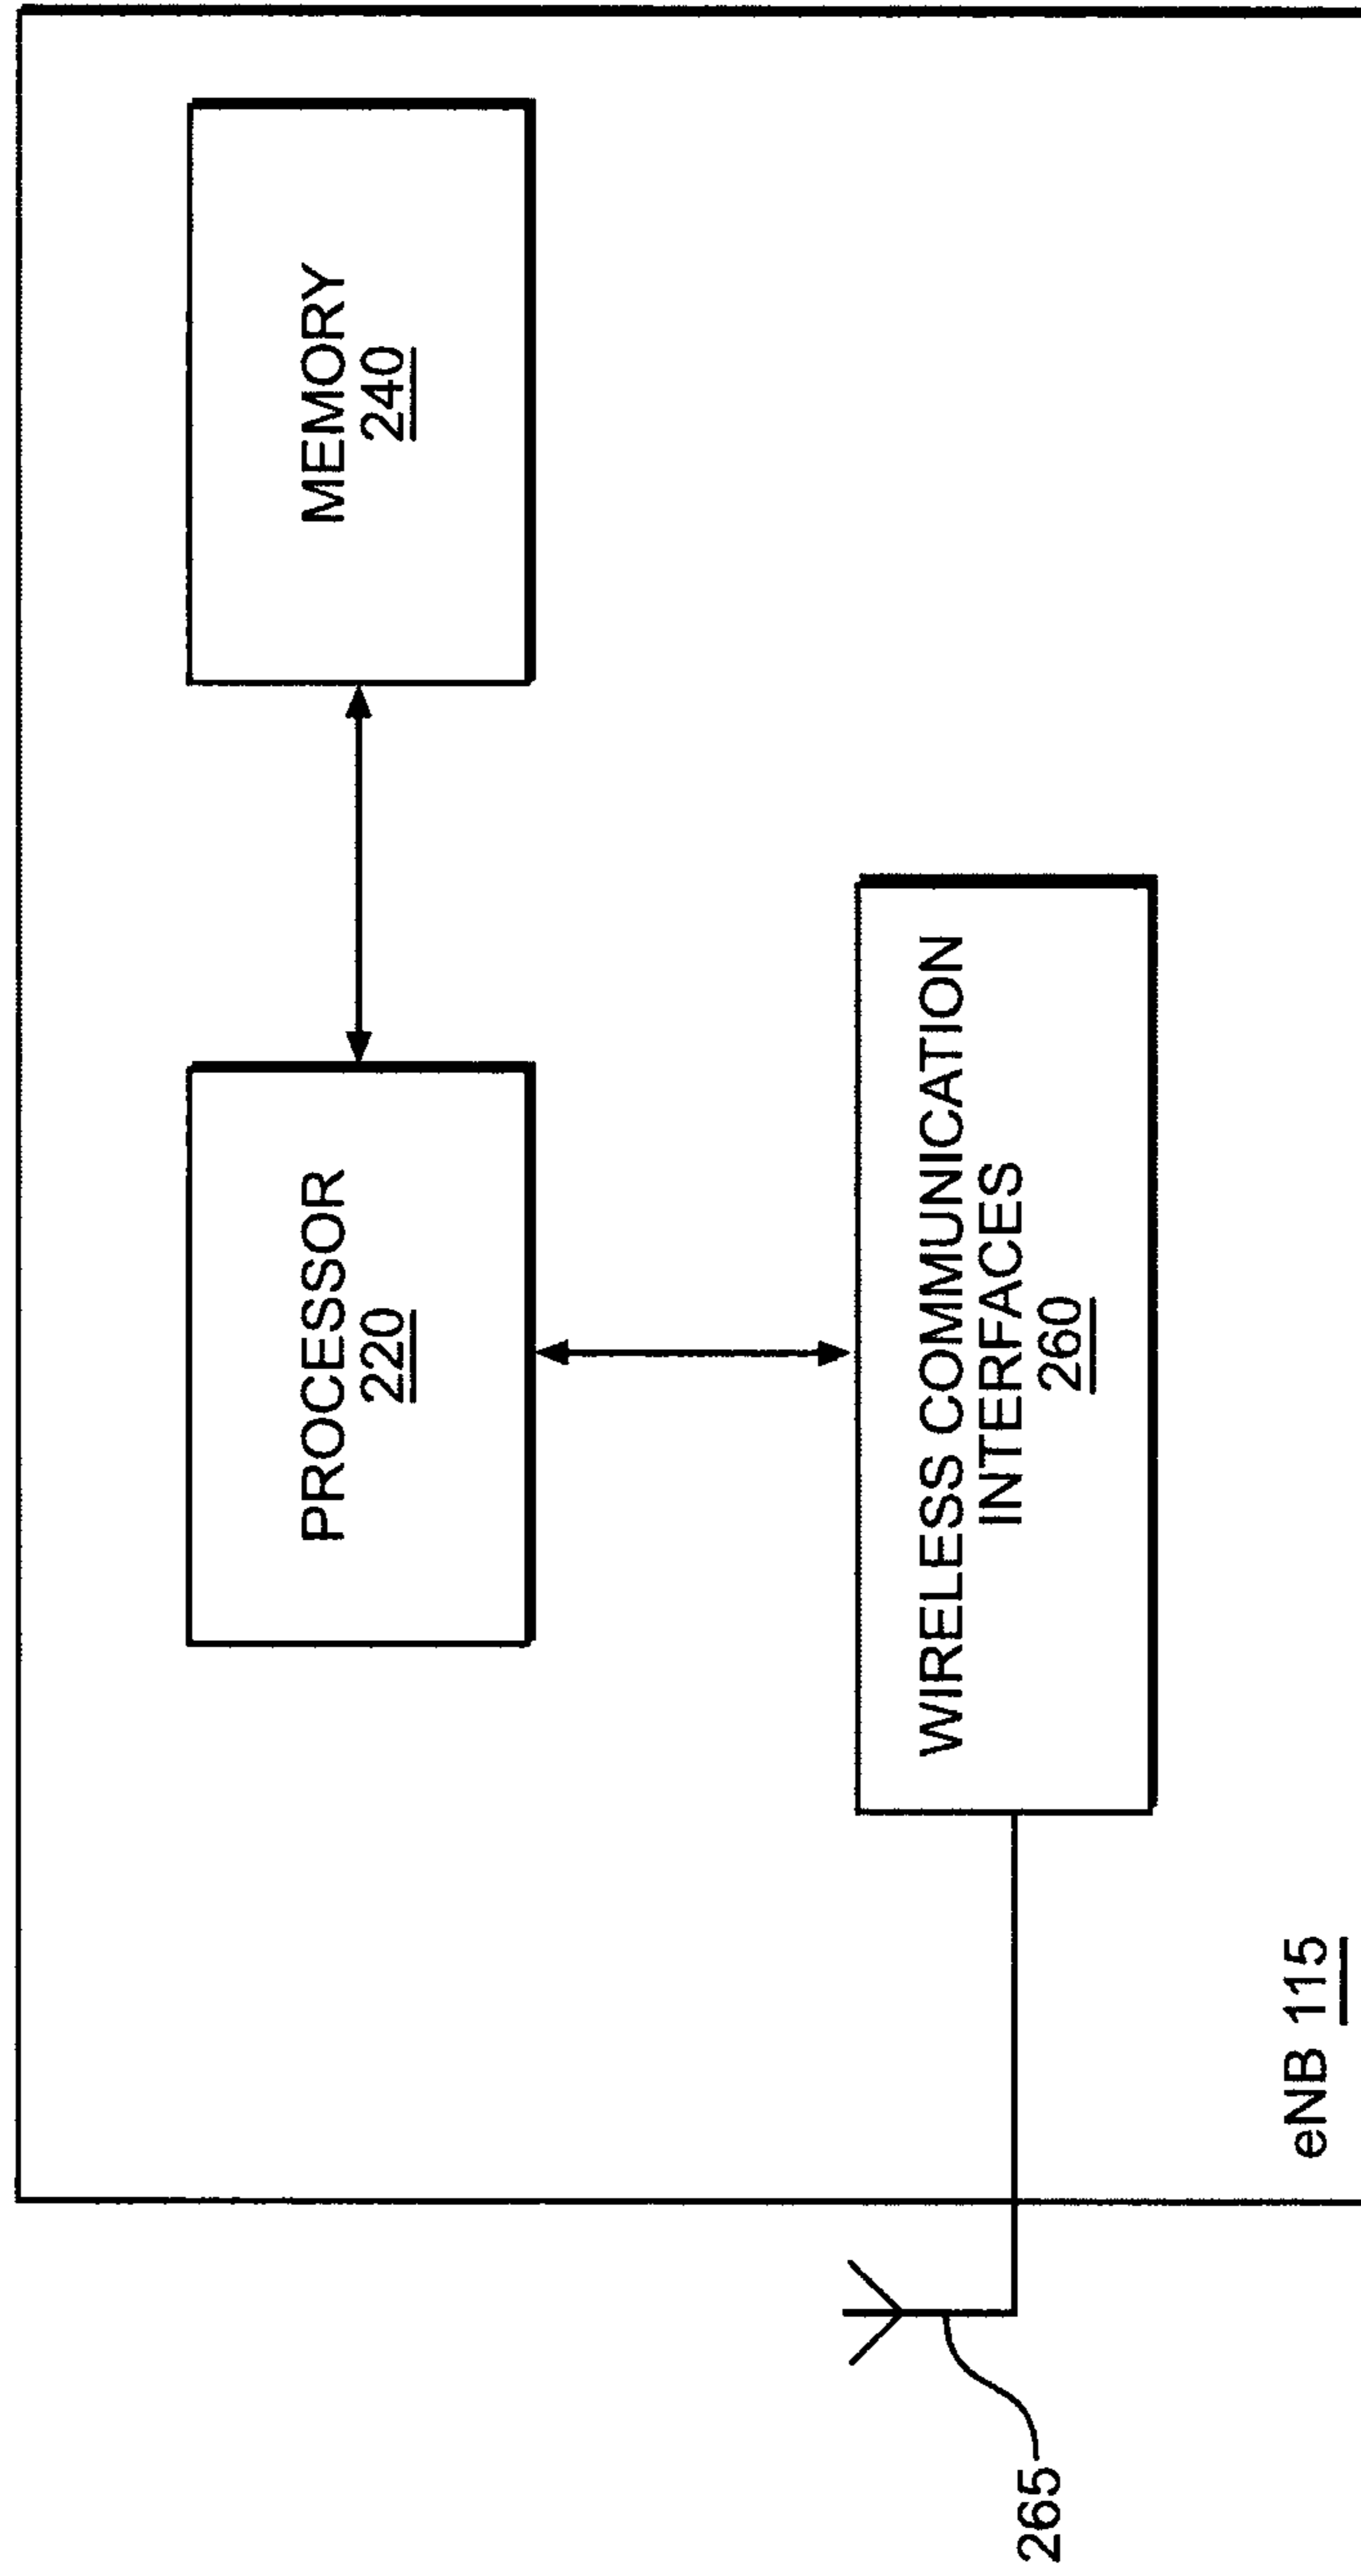 PROCESSOR
220
MEMORY
240
WIRELESS COMMUNICATION
INTERFACES
260
265
eNB 115